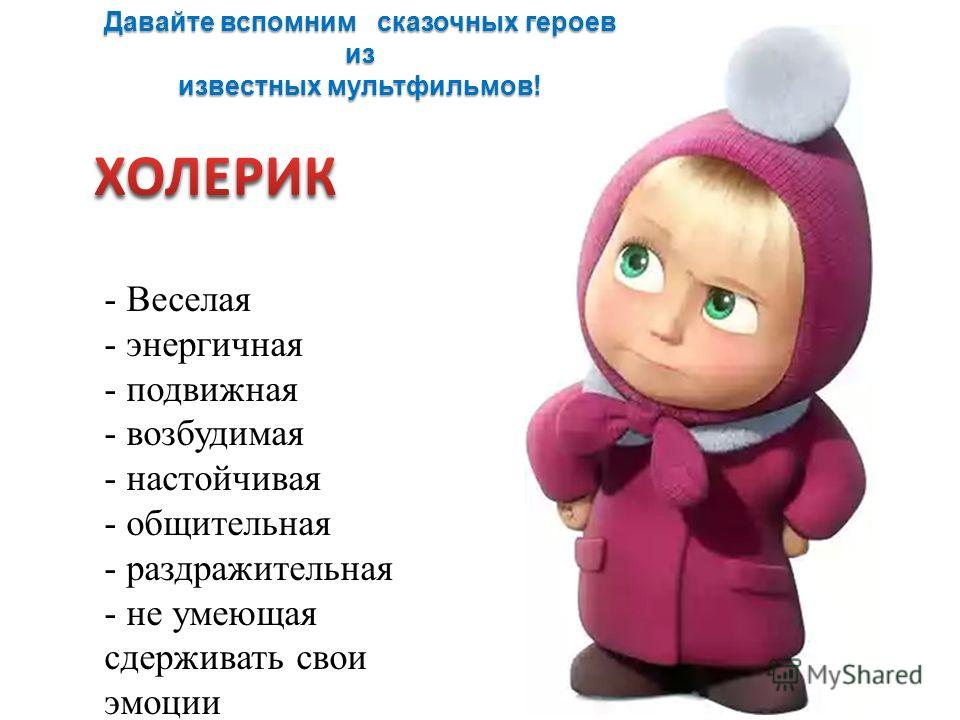 Давайте вспомним сказочных героев
из
известных мультфильмов!
ХОЛЕРИК
- Веселая
- энергичная
- подвижная
- возбудимая
- настойчивая
- общительная
- раздражительная
- не умеющая
сдерживать свои
эмоции
MyShared